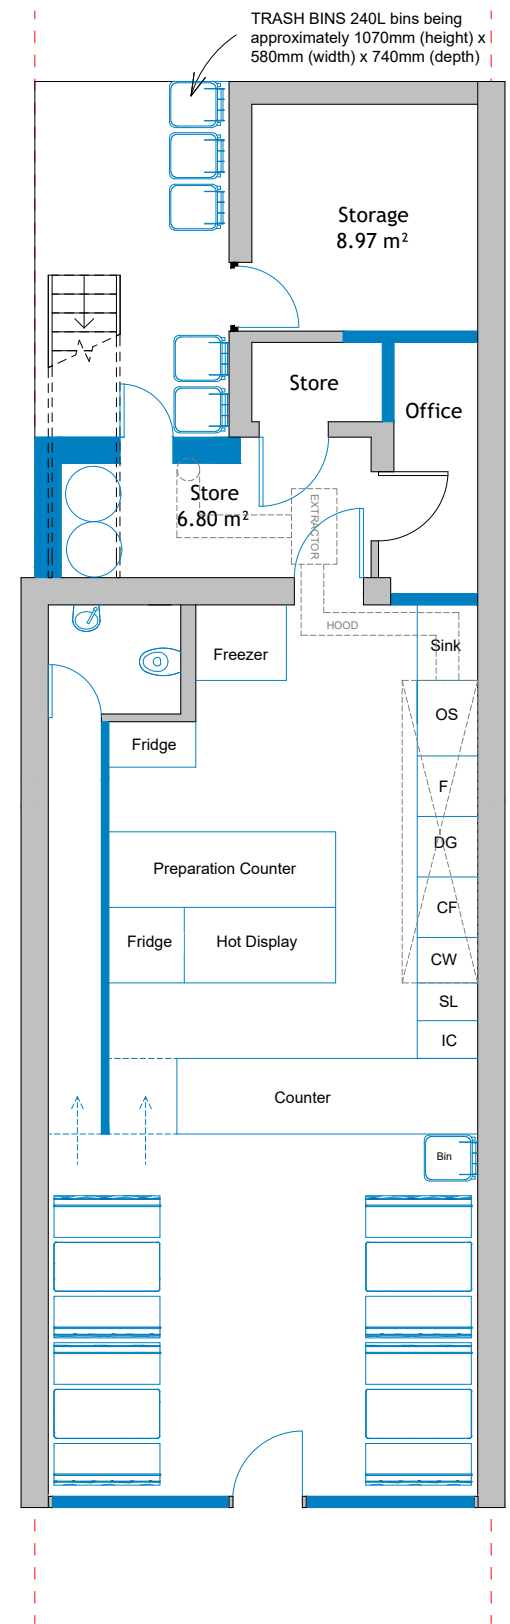 TRASH BINS 240L bins being
approximately 1070mm (height) x
580mm (width) x 740mm (depth)
Storage
8.97 m²
Store
Office
Store
6.80 m²
EXTRACTOR
HOOD
Sink
Freezer
OS
Fridge
F
DG
Preparation Counter
CF
Fridge
Hot Display
CW
SL
IC
Counter
Bin